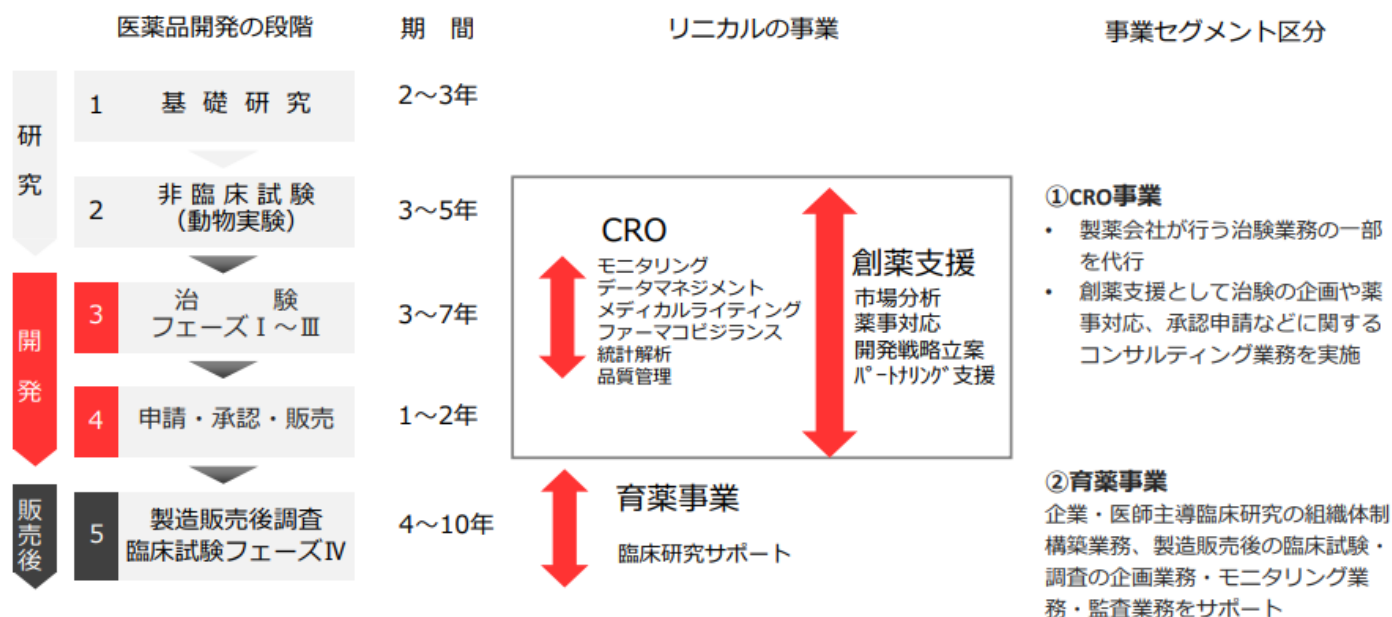 医薬品開発の段階
期　間
リニカルの事業
事業セグメント区分
研究
1
基 礎 研 究
2～3年
2
非 臨 床 試 験
（動物実験）
3～5年
開発
3
治　　　験
フェーズⅠ～Ⅲ
3～7年
4
申請・承認・販売
1～2年
販売後
5
製造販売後調査
臨床試験フェーズⅣ
4～10年
CRO
モニタリング
データマネジメント
メディカルライティング
ファーマコビジランス
統計解析
品質管理
創薬支援
市場分析
薬事対応
開発戦略立案
ﾊﾟｰﾄﾅﾘﾝｸﾞ支援
育薬事業
臨床研究サポート
①CRO事業
• 製薬会社が行う治験業務の一部
を代行
• 創薬支援として治験の企画や薬
事対応、承認申請などに関する
コンサルティング業務を実施
②育薬事業
企業・医師主導臨床研究の組織体制
構築業務、製造販売後の臨床試験・
調査の企画業務・モニタリング業
務・監査業務をサポート